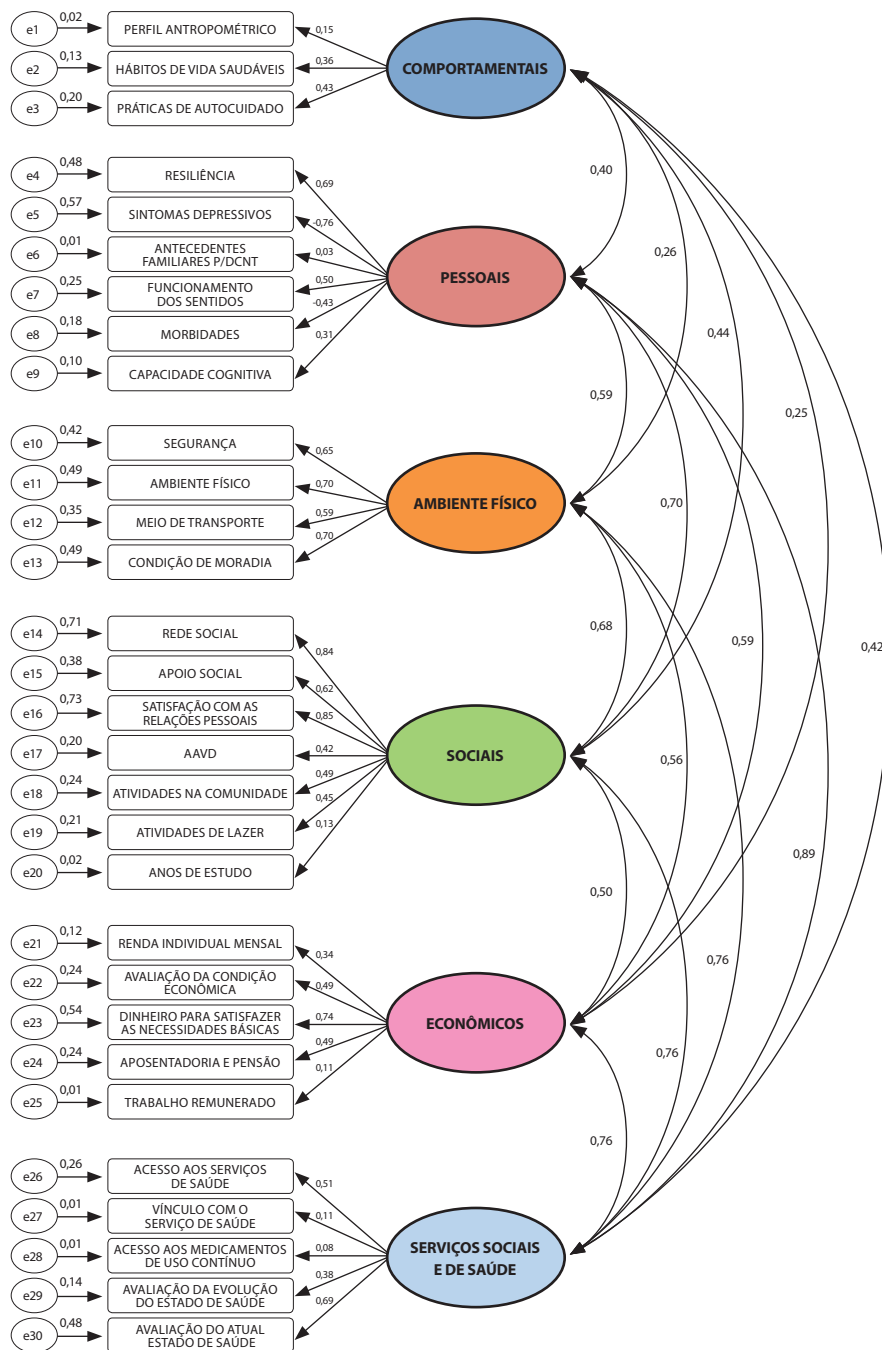 e1
0,02
PERFIL ANTROPOMÉTRICO
0,15
e2
0,13
HÁBITOS DE VIDA SAUDÁVEIS
0,36
e3
0,20
PRÁTICAS DE AUTOCUIDADO
0,43
COMPORTAMENTAIS
e4
0,48
RESILIÊNCIA
0,69
e5
0,57
SINTOMAS DEPRESSIVOS
-0,76
e6
0,01
ANTECEDENTES
FAMILIARES P/DCNT
0,03
e7
0,25
FUNCIONAMENTO
DOS SENTIDOS
0,50
e8
0,18
MORBIDADES
-0,43
e9
0,10
CAPACIDADE COGNITIVA
0,31
PESSOAIS
e10
0,42
SEGURANÇA
0,65
e11
0,49
AMBIENTE FÍSICO
0,70
e12
0,35
MEIO DE TRANSPORTE
0,59
e13
0,49
CONDIÇÃO DE MORADIA
0,70
AMBIENTE FÍSICO
e14
0,71
REDE SOCIAL
0,84
e15
0,38
APOIO SOCIAL
0,62
e16
0,73
SATISFAÇÃO COM AS
RELAÇÕES PESSOAIS
0,85
e17
0,20
AAVD
0,42
e18
0,24
ATIVIDADES NA COMUNIDADE
0,49
e19
0,21
ATIVIDADES DE LAZER
0,45
e20
0,02
ANOS DE ESTUDO
0,13
SOCIAIS
e21
0,12
RENDA INDIVIDUAL MENSAL
0,34
e22
0,24
AVALIAÇÃO DA CONDIÇÃO
ECONÔMICA
0,49
e23
0,54
DINHEIRO PARA SATISFAZER
AS NECESSIDADES BÁSICAS
0,74
e24
0,24
APOSENTADORIA E PENSÃO
0,49
e25
0,01
TRABALHO REMUNERADO
0,11
ECONÔMICOS
e26
0,26
ACESSO AOS SERVIÇOS
DE SAÚDE
0,51
e27
0,01
VÍNCULO COM O
SERVIÇO DE SAÚDE
0,11
e28
0,01
ACESSO AOS MEDICAMENTOS
DE USO CONTÍNUO
0,08
e29
0,14
AVALIAÇÃO DA EVOLUÇÃO
DO ESTADO DE SAÚDE
0,38
e30
0,48
AVALIAÇÃO DO ATUAL
ESTADO DE SAÚDE
0,69
SERVIÇOS SOCIAIS
E DE SAÚDE
0,40
0,26
0,44
0,25
0,42
0,59
0,70
0,59
0,89
0,68
0,56
0,76
0,50
0,76
0,76